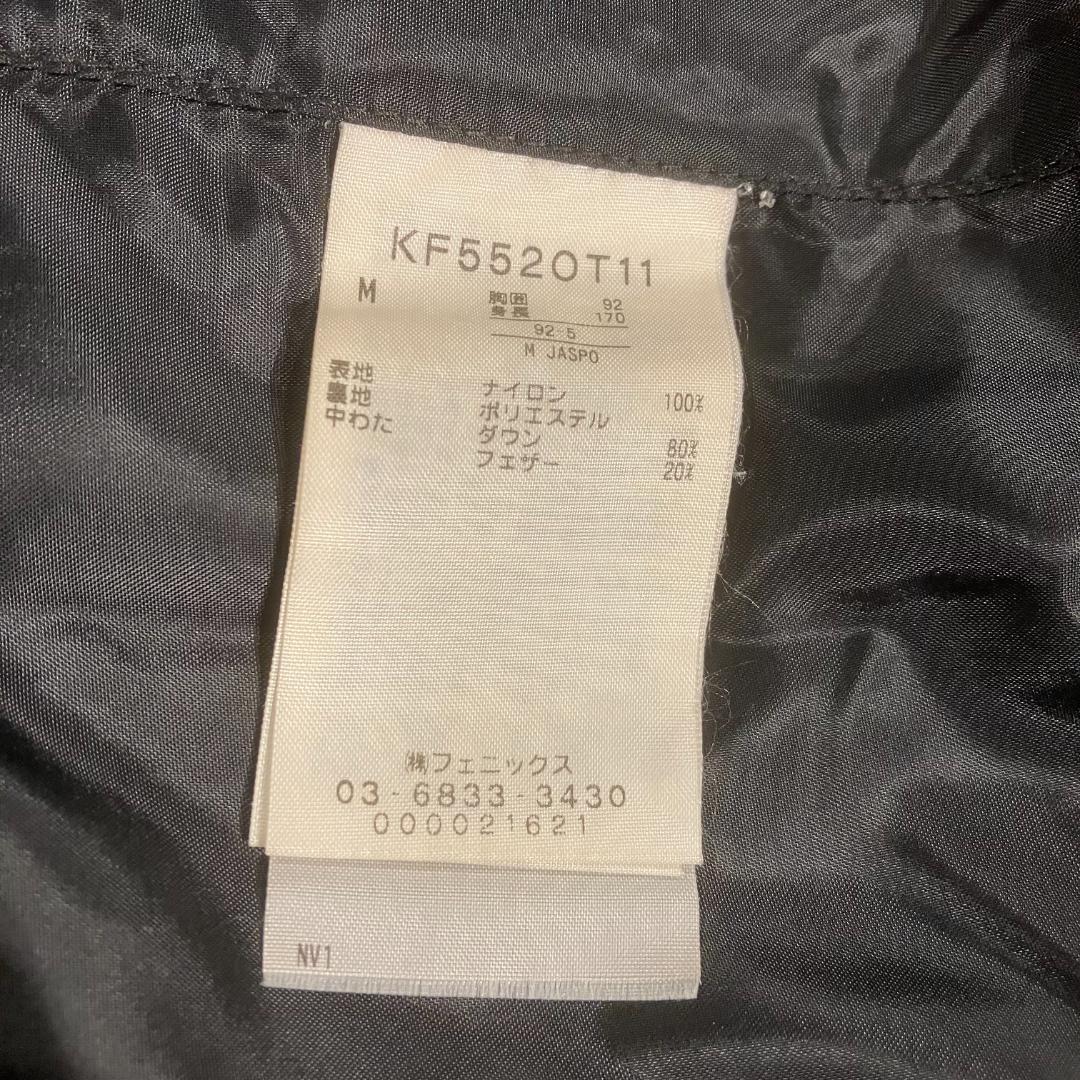 KF5520T11
M
胸囲 92
身長 170
92-5
M JASPO
表地 ナイロン 100%
裏地 ポリエステル
中わた ダウン 80%
フェザー 20%
㈱フェニックス
03-6833-3430
000021621
NV1